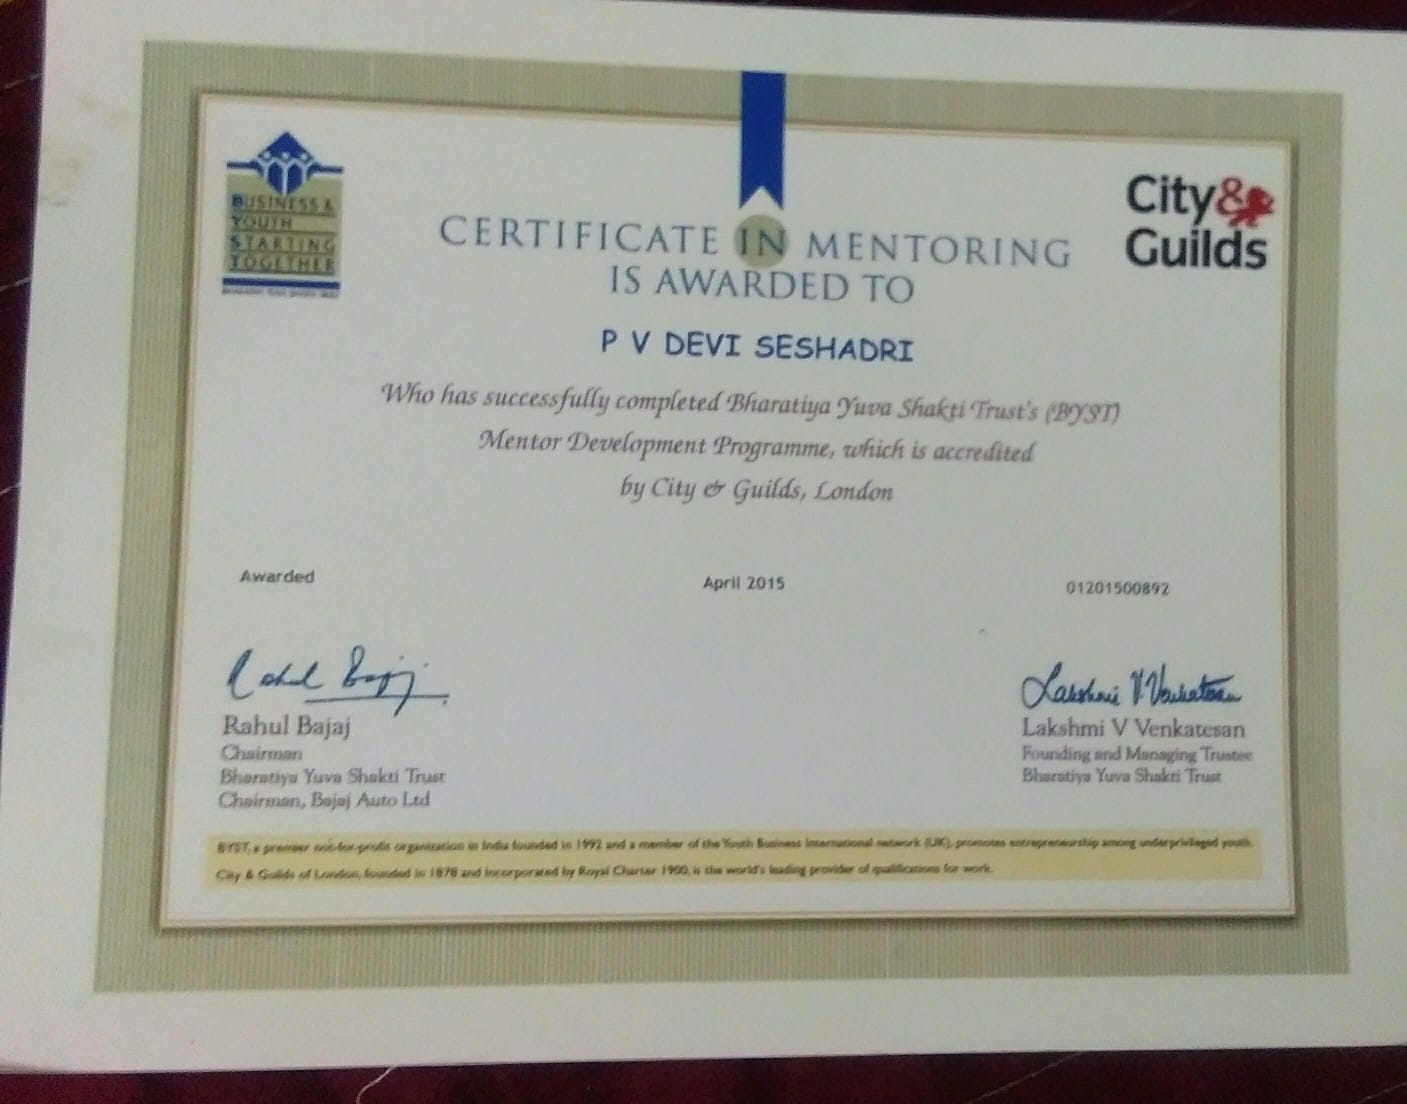 BUSINESS &
YOUTH
STARTING
TOGETHER
City&
Guilds
CERTIFICATE IN MENTORING
IS AWARDED TO
P V DEVI SESHADRI
Who has successfully completed Bharatiya Yuva Shakti Trust's (BYST)
Mentor Development Programme, which is accredited
by City & Guilds, London
Awarded April 2015 01201500892
Rahul Bajaj
Rahul Bajaj
Chairman
Bharatiya Yuva Shakti Trust
Chairman, Bajaj Auto Ltd
Lakshmi V Venkatesan
Lakshmi V Venkatesan
Founding and Managing Trustee
Bharatiya Yuva Shakti Trust
BYST, a premier not-for-profit organization in India founded in 1992 and a member of the Youth Business International network (UK), promotes entrepreneurship among underprivileged youth.
City & Guilds of London, founded in 1878 and incorporated by Royal Charter 1900, is the world's leading provider of qualifications for work.